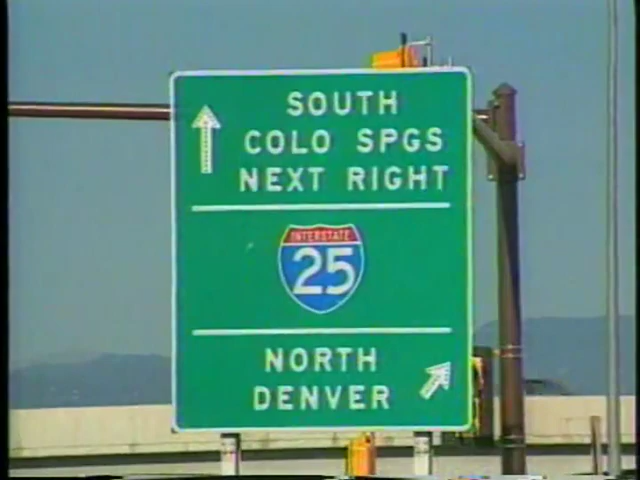 SOUTH
COLO SPGS
NEXT RIGHT
INTERSTATE
25
NORTH
DENVER